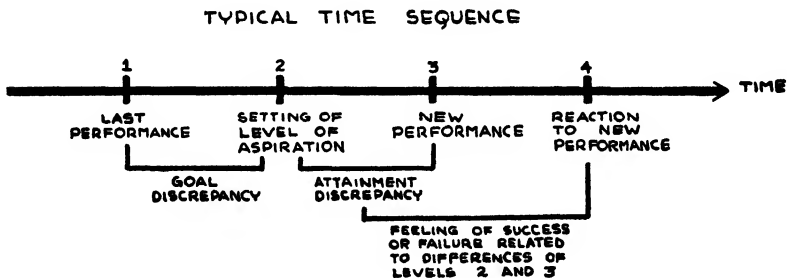 TYPICAL TIME SEQUENCE
1 2 3 4
TIME
LAST
PERFORMANCE
SETTING OF
LEVEL OF
ASPIRATION
NEW
PERFORMANCE
REACTION
TO NEW
PERFORMANCE
GOAL
DISCREPANCY
ATTAINMENT
DISCREPANCY
FEELING OF SUCCESS
OR FAILURE RELATED
TO DIFFERENCES OF
LEVELS 2 AND 3